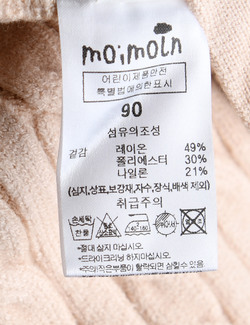 moimoln
어린이제품안전
특별법에의한표시
90
섬유의조성
겉감 레이온 49%
폴리에스터 30%
나일론 21%
(심지,상표,보강재,자수,장식,배색 제외)
취급주의
손세탁
찬물
*절대 삶지 마십시오.
*드라이크리닝 하지마십시오.